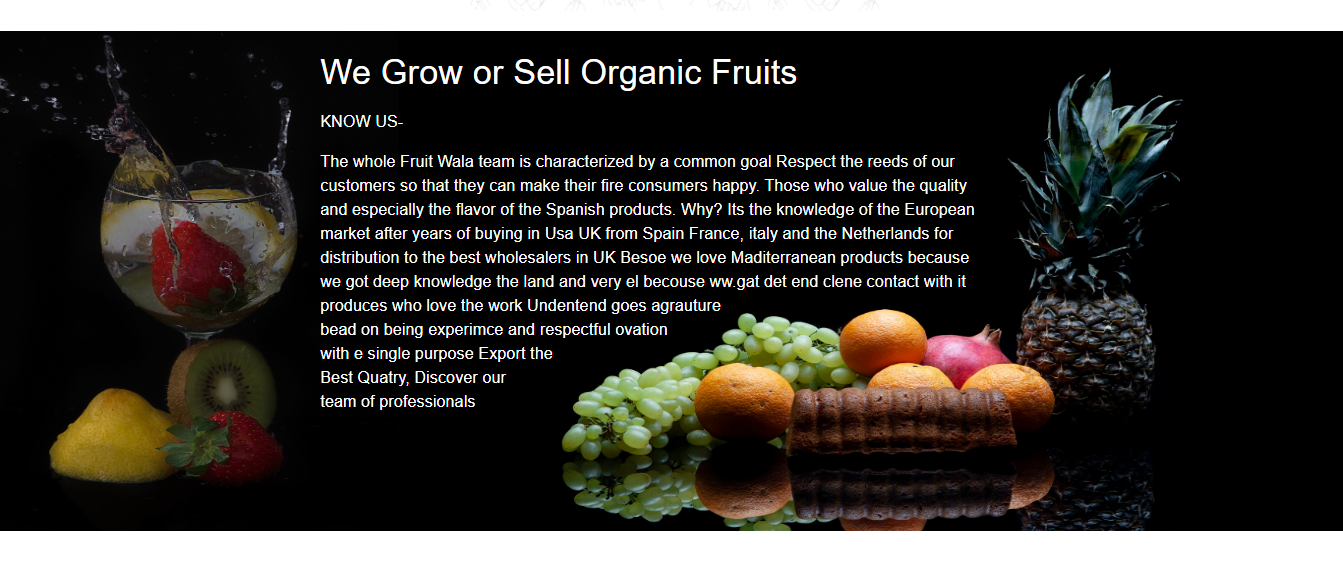 We Grow or Sell Organic Fruits
KNOW US-
The whole Fruit Wala team is characterized by a common goal Respect the reeds of our
customers so that they can make their fire consumers happy. Those who value the quality
and especially the flavor of the Spanish products. Why? Its the knowledge of the European
market after years of buying in Usa UK from Spain France, italy and the Netherlands for
distribution to the best wholesalers in UK Besoe we love Maditerranean products because
we got deep knowledge the land and very el becouse ww.gat det end clene contact with it
produces who love the work Undentend goes agrauture
bead on being experimce and respectful ovation
with e single purpose Export the
Best Quatry, Discover our
team of professionals